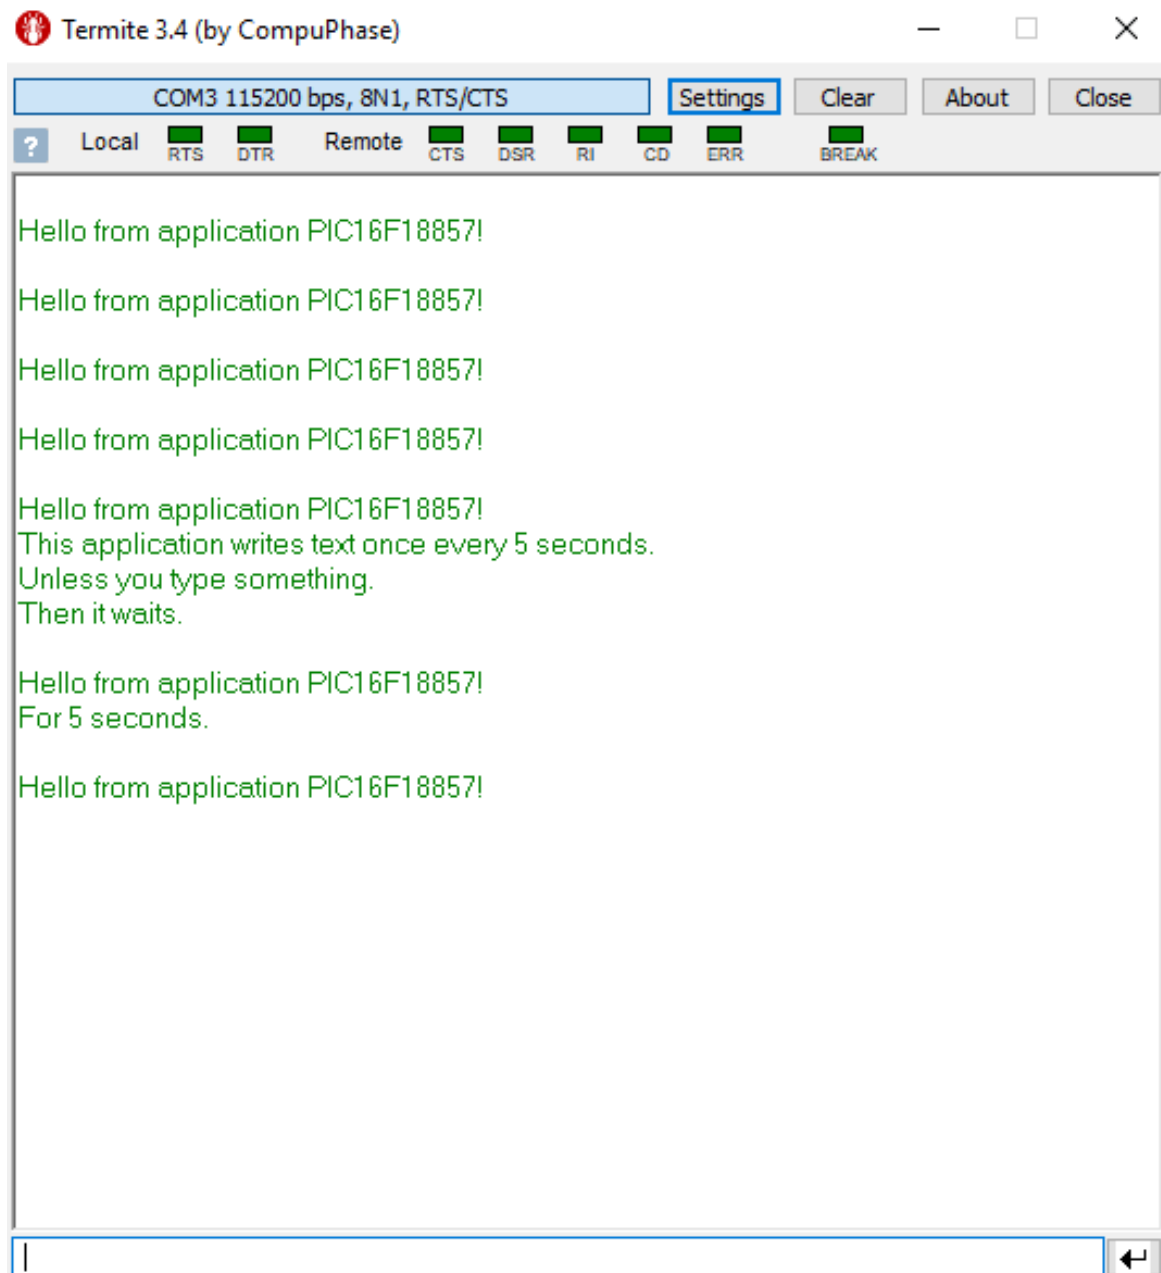 Termite 3.4 (by CompuPhase)
COM3 115200 bps, 8N1, RTS/CTS Settings Clear About Close
? Local RTS DTR Remote CTS DSR RI CD ERR BREAK
Hello from application PIC16F18857!
Hello from application PIC16F18857!
Hello from application PIC16F18857!
Hello from application PIC16F18857!
Hello from application PIC16F18857!
This application writes text once every 5 seconds.
Unless you type something.
Then it waits.
Hello from application PIC16F18857!
For 5 seconds.
Hello from application PIC16F18857!